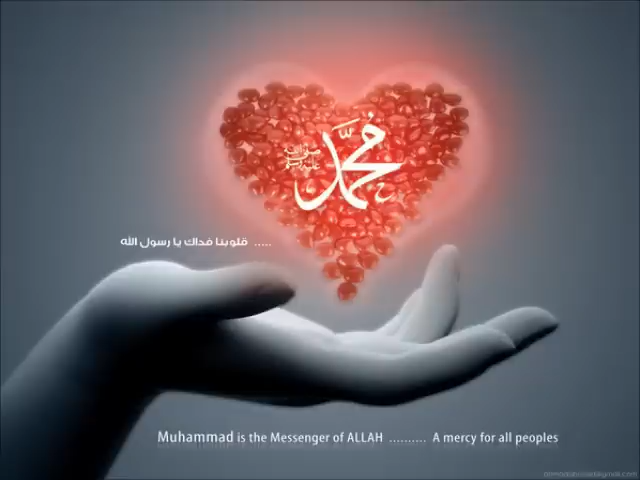 محمد
صلى الله عليه وسلم
..... قلوبنا فداك يا رسول الله
Muhammad is the Messenger of ALLAH .......... A mercy for all peoples